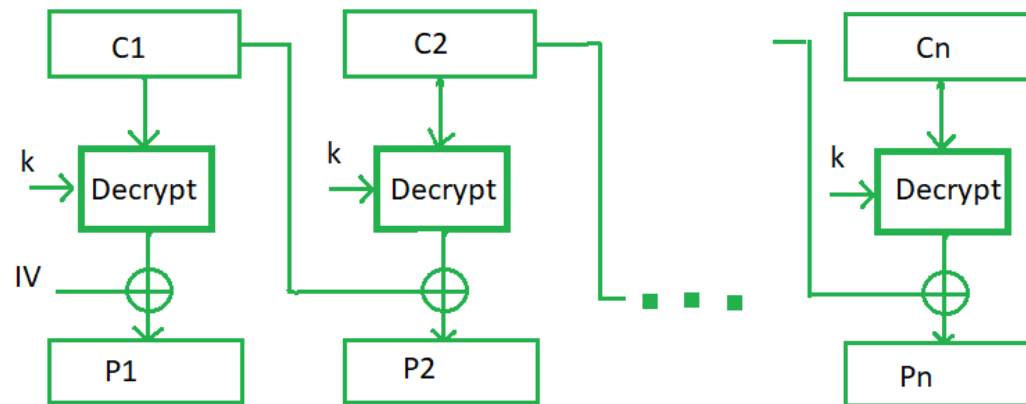 C1 C2 Cn
k Decrypt k Decrypt k Decrypt
IV
P1 P2 Pn